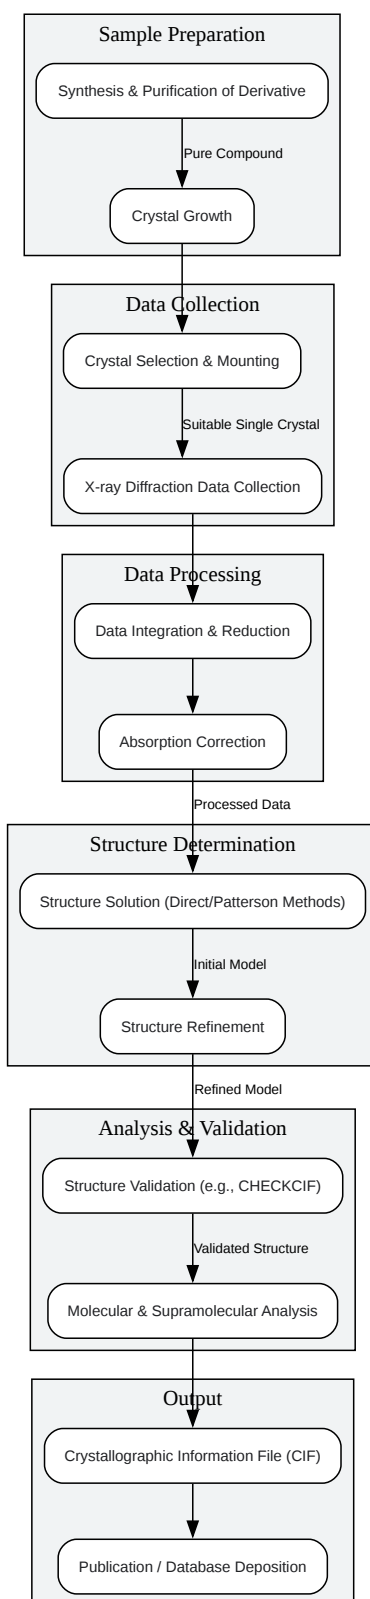 Sample Preparation
Synthesis & Purification of Derivative
Pure Compound
Crystal Growth
Data Collection
Crystal Selection & Mounting
Suitable Single Crystal
X-ray Diffraction Data Collection
Data Processing
Data Integration & Reduction
Absorption Correction
Processed Data
Structure Determination
Structure Solution (Direct/Patterson Methods)
Initial Model
Structure Refinement
Refined Model
Analysis & Validation
Structure Validation (e.g., CHECKCIF)
Validated Structure
Molecular & Supramolecular Analysis
Output
Crystallographic Information File (CIF)
Publication / Database Deposition